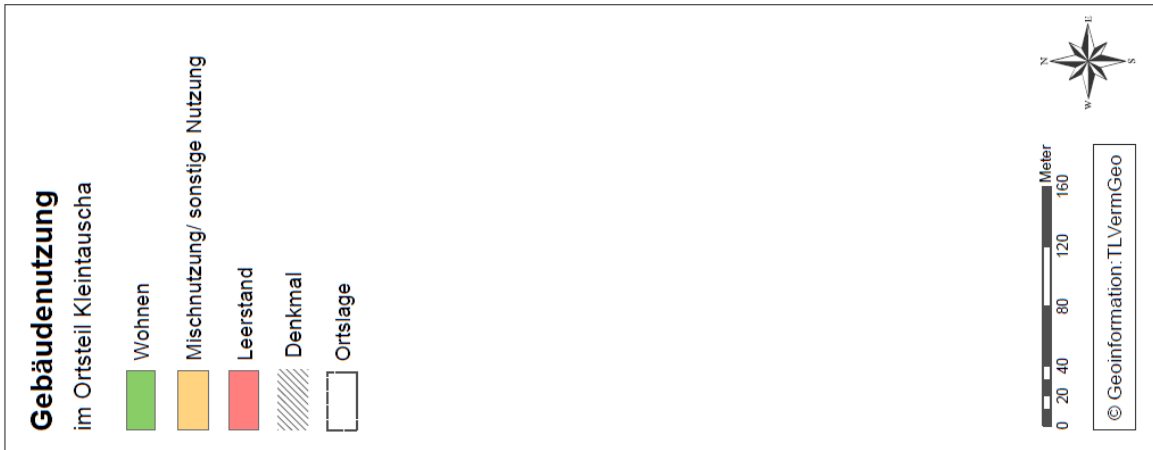 Gebäudenutzung
im Ortsteil Kleintauscha
Wohnen
Mischnutzung/ sonstige Nutzung
Leerstand
Denkmal
Ortslage
N
E
W
S
Meter
0 20 40 80 120 160
© Geoinformation:TLVermGeo